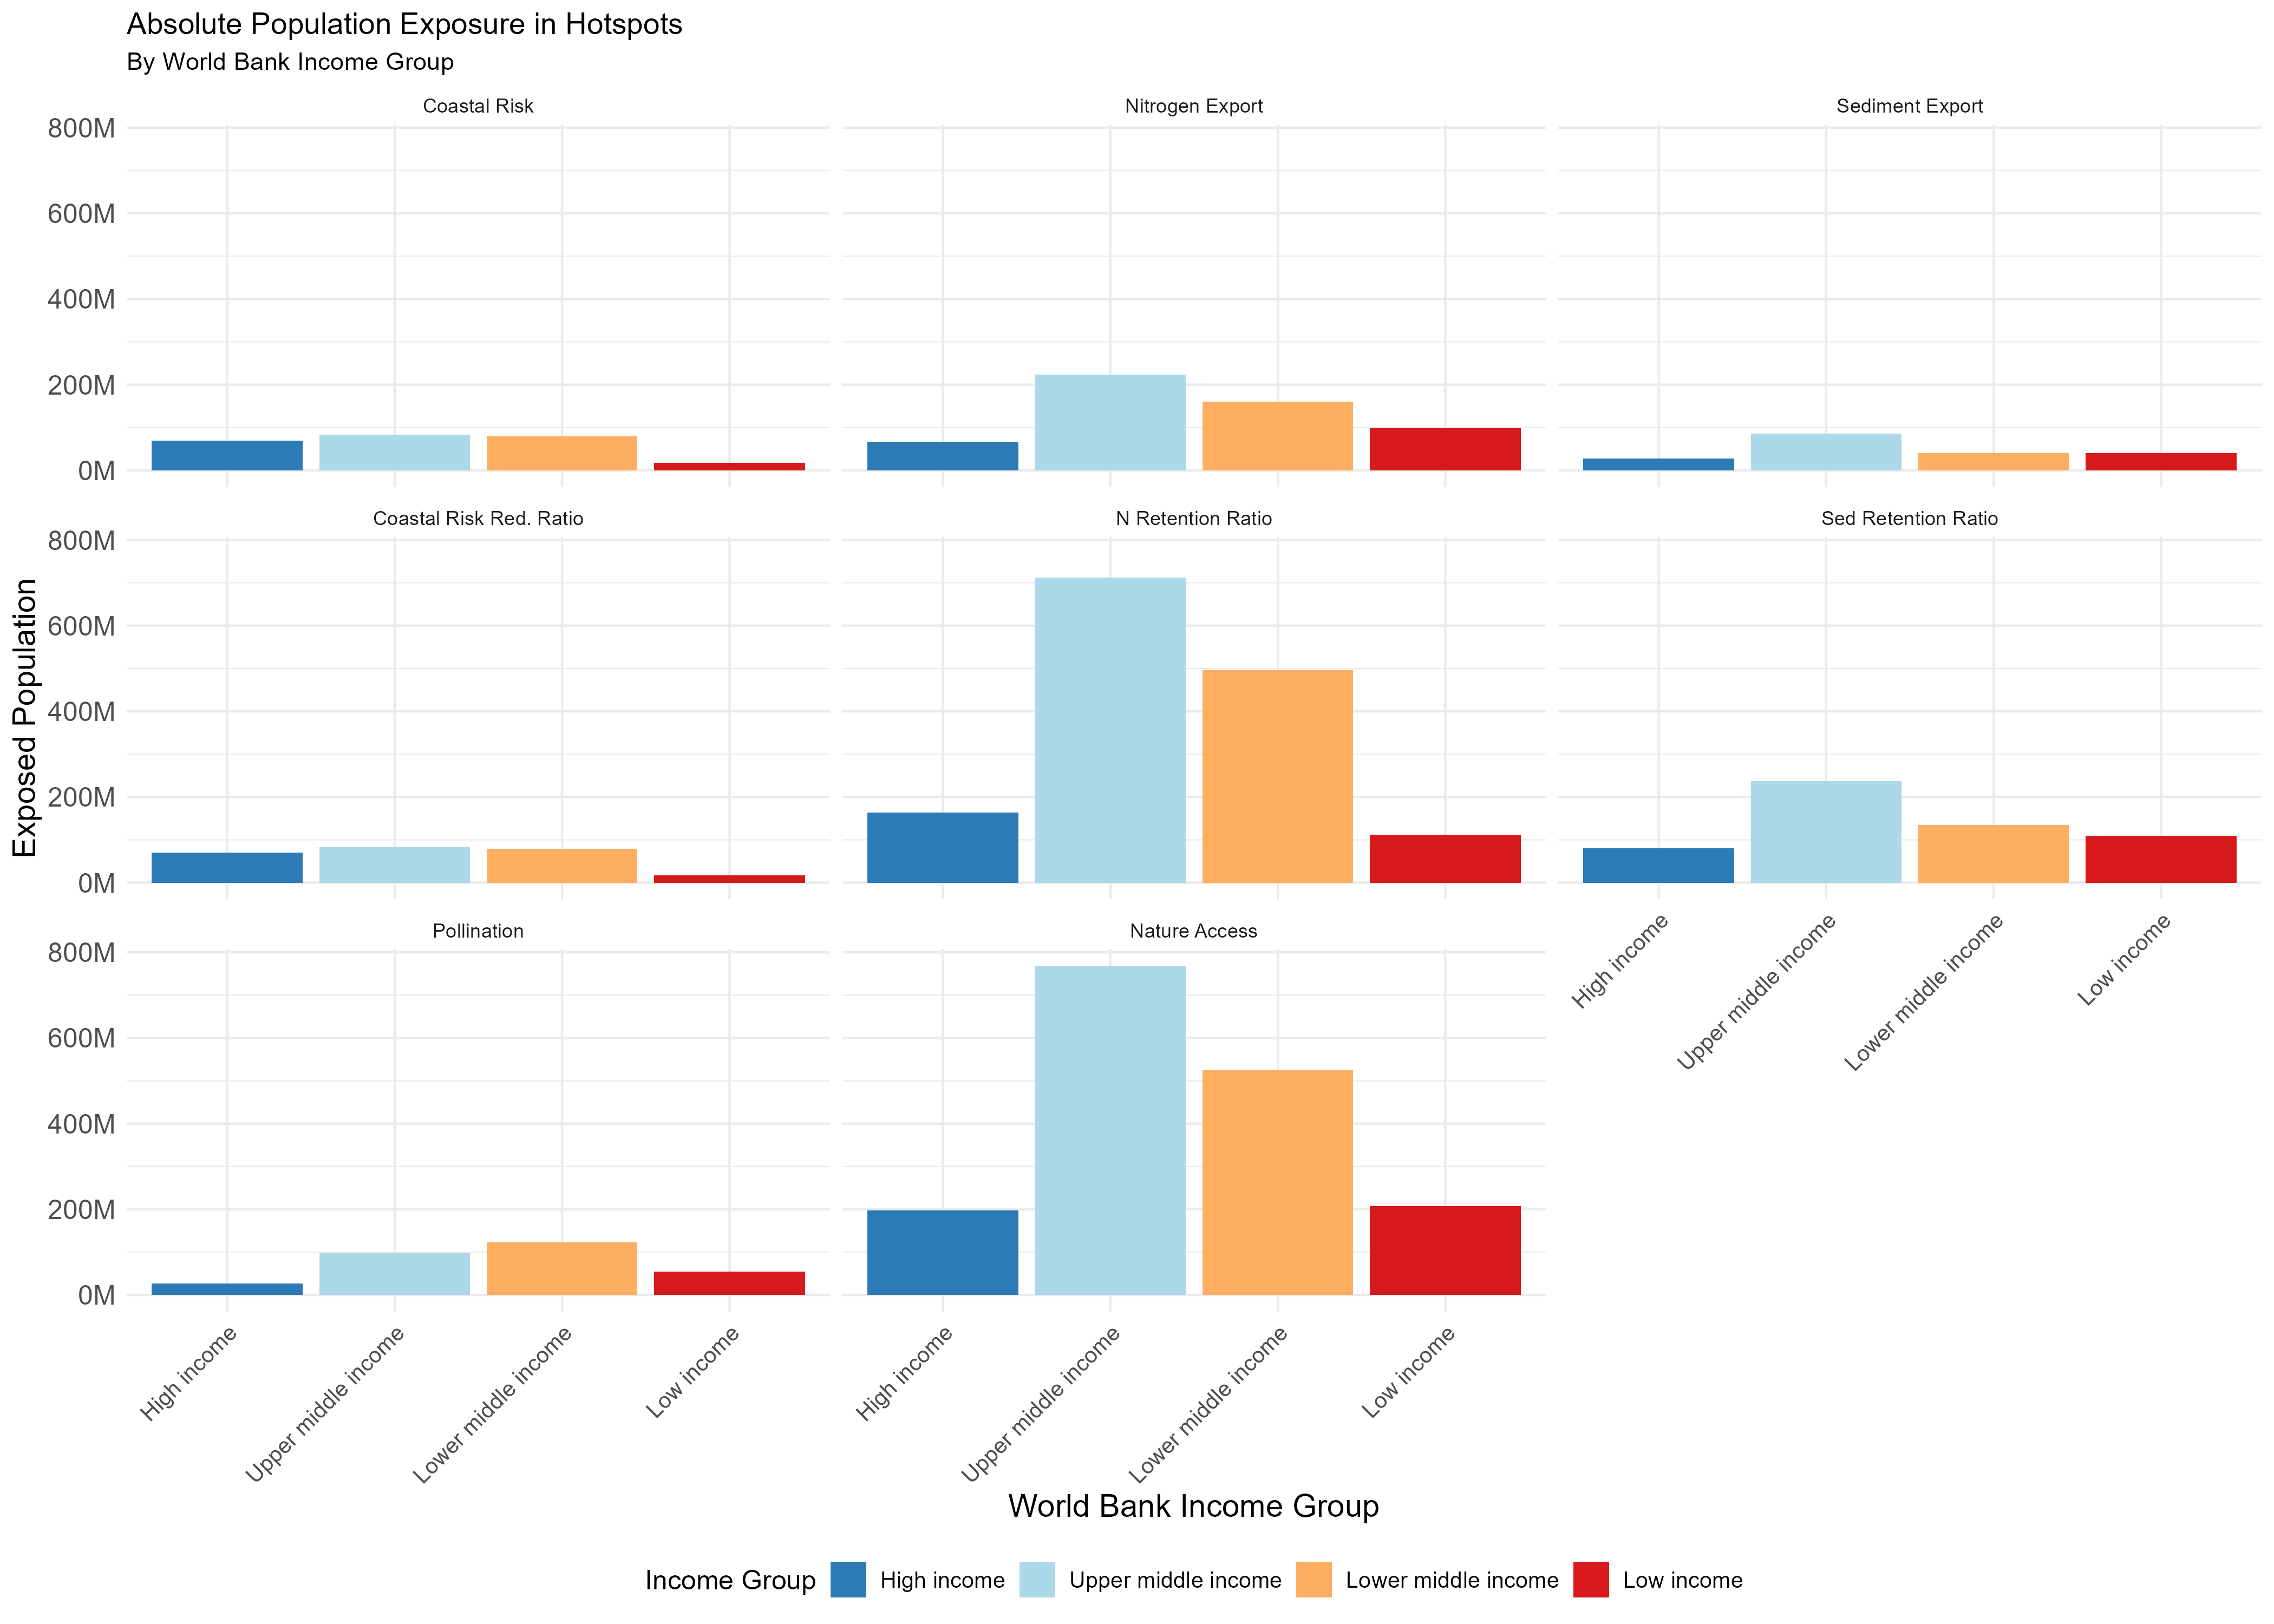 Absolute Population Exposure in Hotspots
By World Bank Income Group
Coastal Risk
Nitrogen Export
Sediment Export
800M
600M
400M
200M
0M
Coastal Risk Red. Ratio
N Retention Ratio
Sed Retention Ratio
800M
600M
400M
200M
0M
High income
Upper middle income
Lower middle income
Low income
Pollination
Nature Access
800M
600M
400M
200M
0M
High income
Upper middle income
Lower middle income
Low income
High income
Upper middle income
Lower middle income
Low income
Exposed Population
World Bank Income Group
Income Group
High income
Upper middle income
Lower middle income
Low income